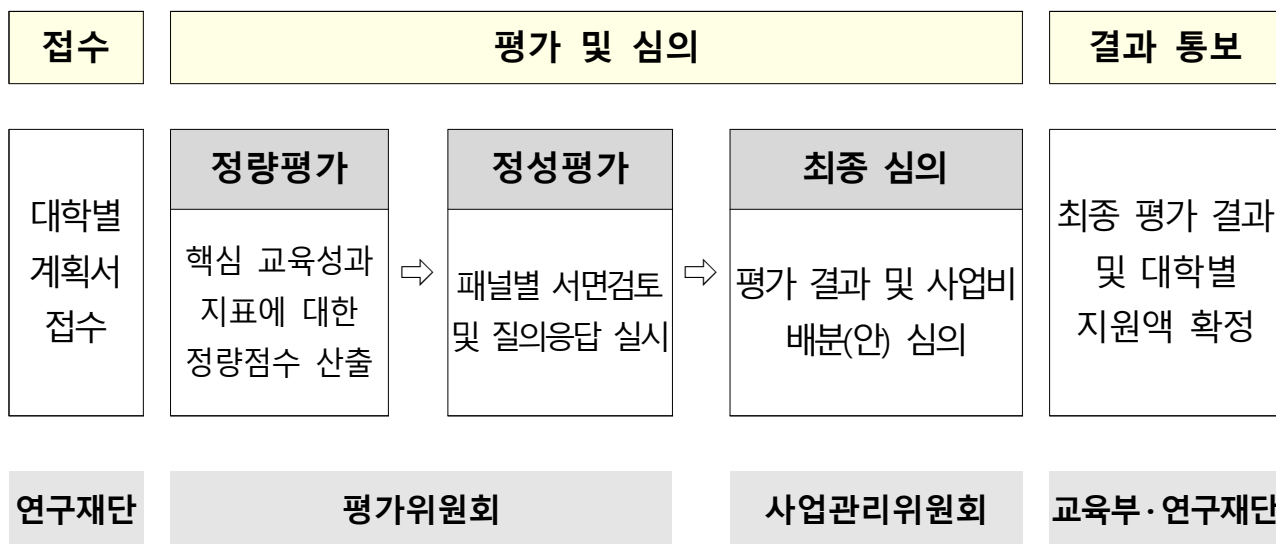 접수
평가 및 심의
결과 통보
대학별
계획서
접수
정량평가
핵심 교육성과
지표에 대한
정량점수 산출
⇨
정성평가
패널별 서면검토
및 질의응답 실시
⇨
최종 심의
평가 결과 및 사업비
배분(안) 심의
최종 평가 결과
및 대학별
지원액 확정
연구재단
평가위원회
사업관리위원회
교육부·연구재단